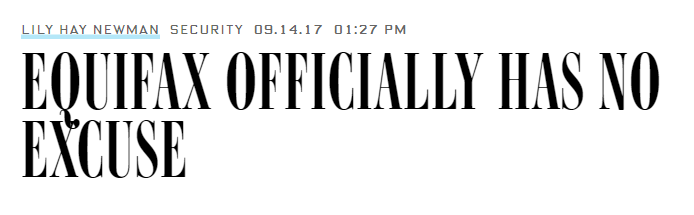 LILY HAY NEWMAN SECURITY 09.14.17 01:27 PM
EQUIFAX OFFICIALLY HAS NO
EXCUSE